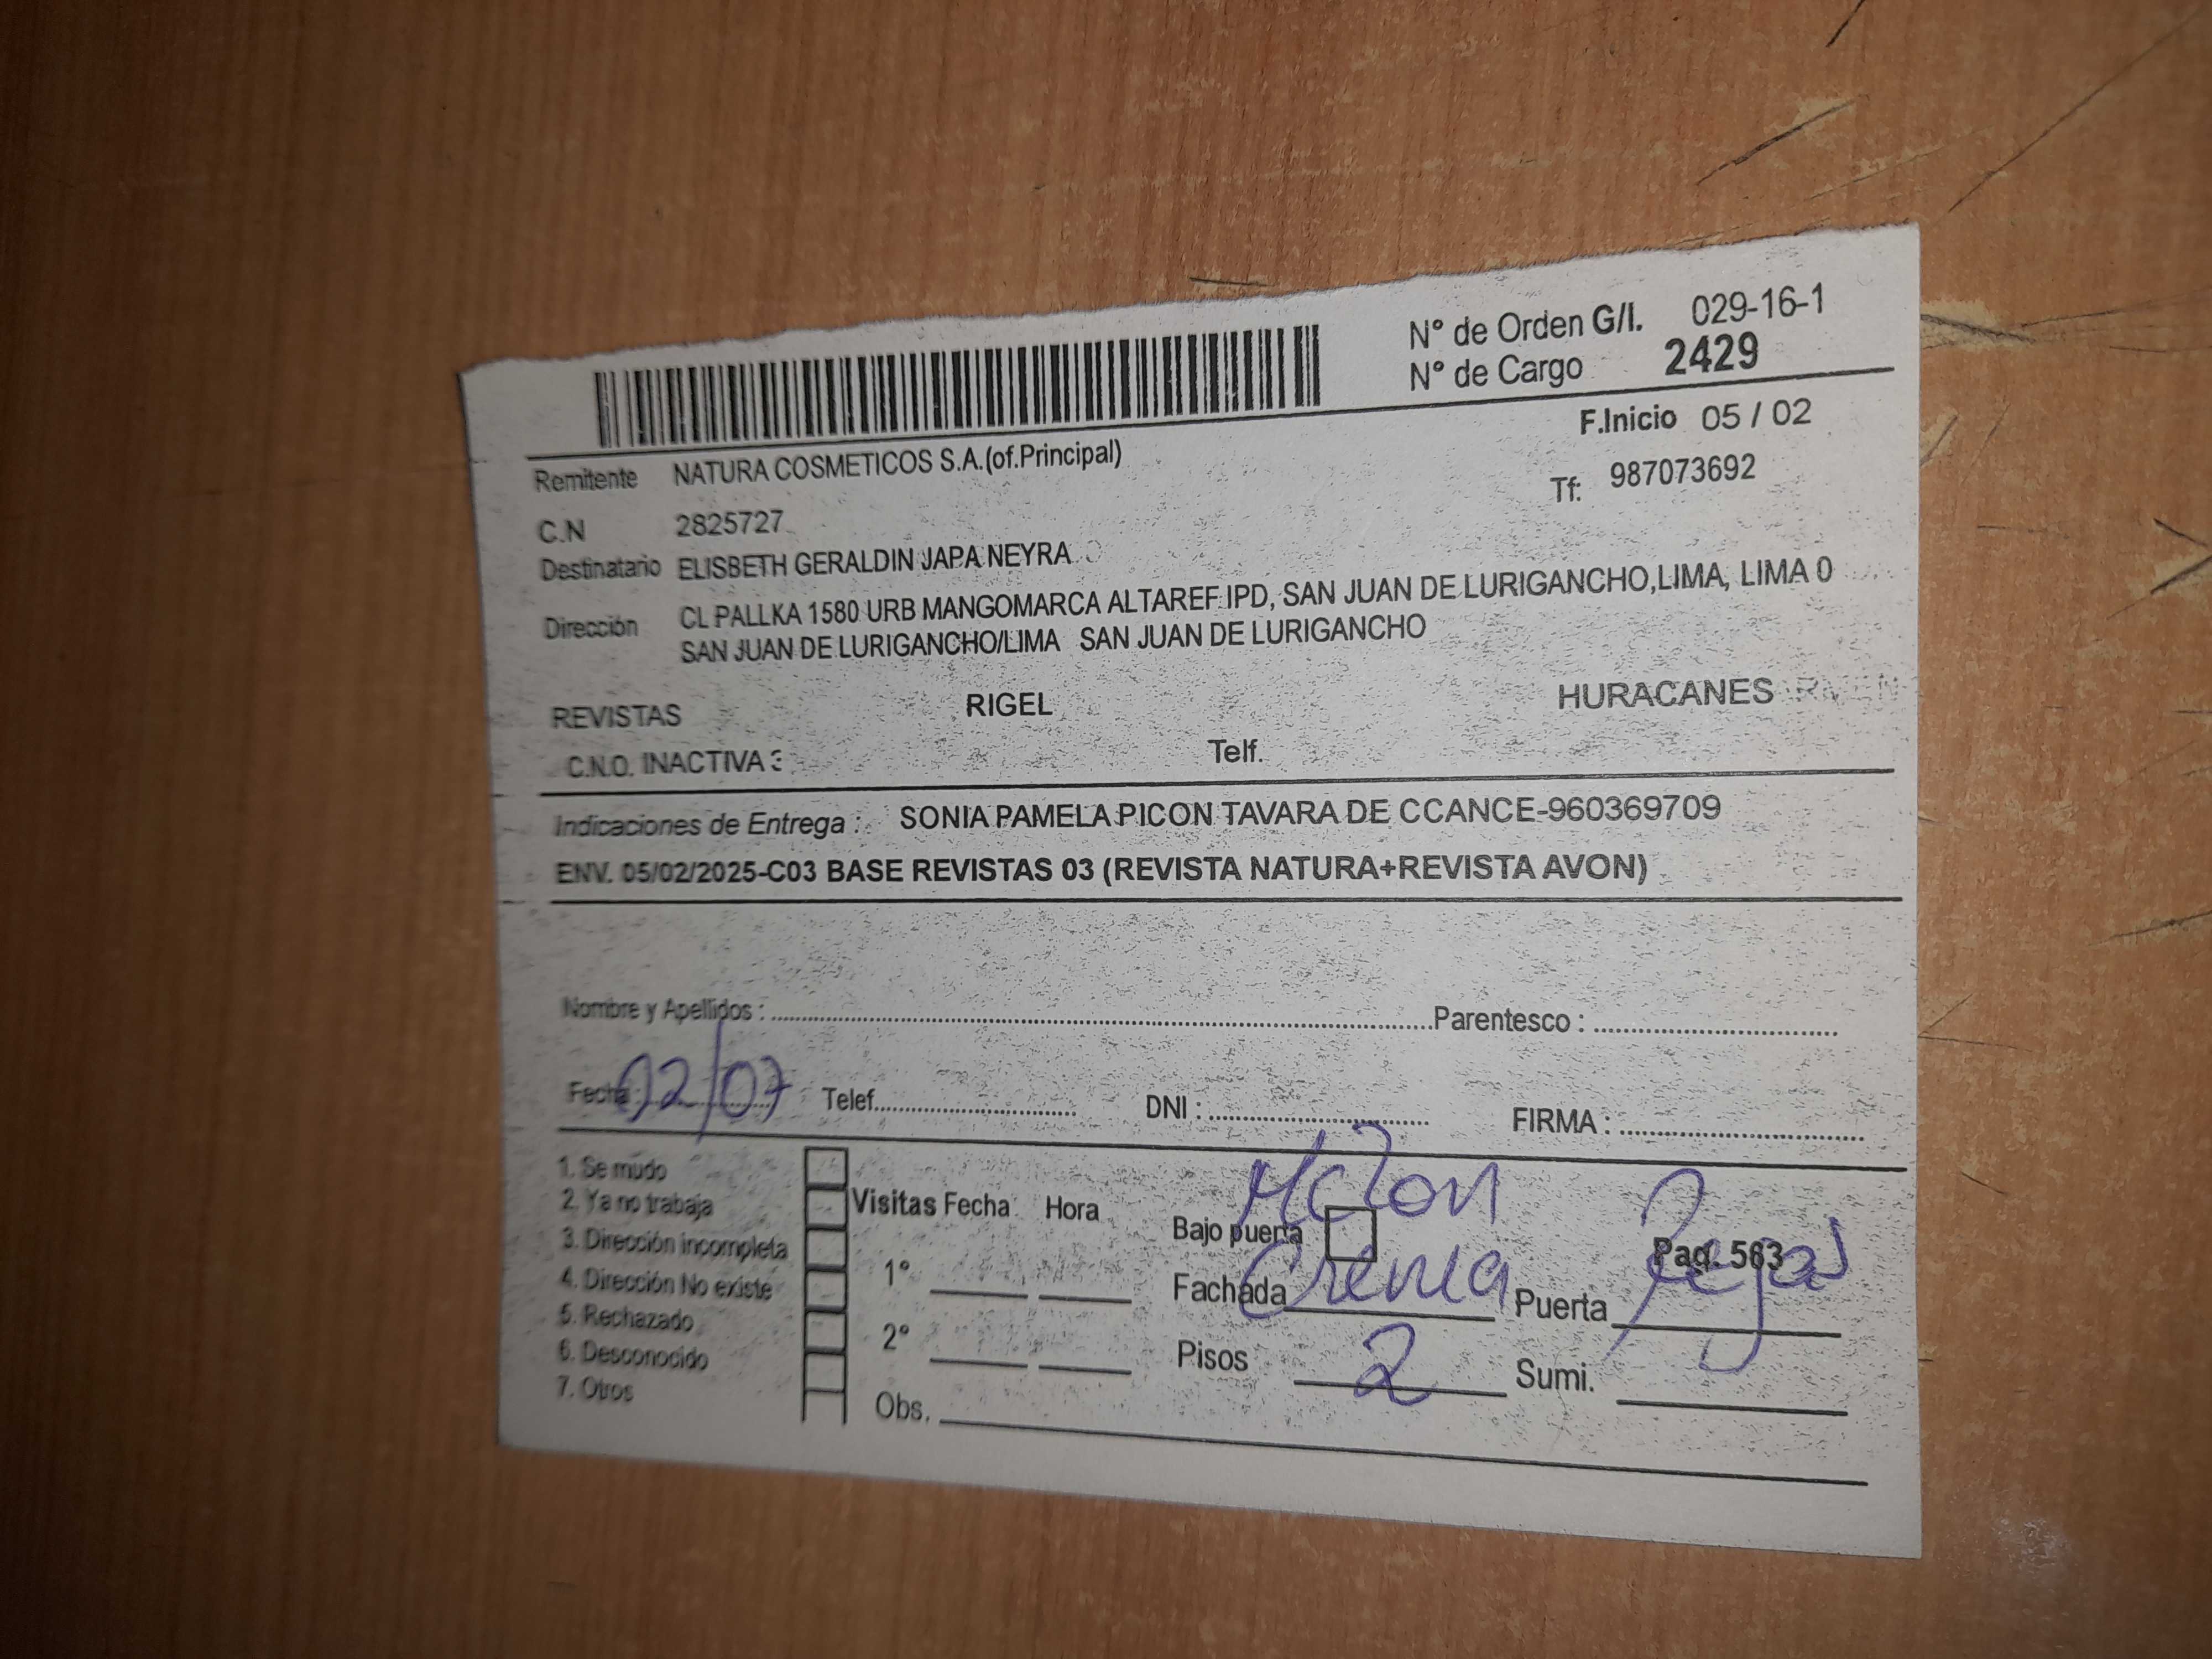 N° de Orden G/I. 029-16-1
N° de Cargo 2429
F.Inicio 05 / 02
Remitente NATURA COSMETICOS S.A.(of.Principal)
Tf: 987073692
C.N 2825727
Destinatario ELISBETH GERALDIN JAPA NEYRA
Dirección CL PALLKA 1580 URB MANGOMARCA ALTAREF.IPD, SAN JUAN DE LURIGANCHO,LIMA, LIMA 0
SAN JUAN DE LURIGANCHO/LIMA SAN JUAN DE LURIGANCHO
REVISTAS RIGEL HURACANES
C.N.O. INACTIVA 3 Telf.
Indicaciones de Entrega : SONIA PAMELA PICON TAVARA DE CCANCE-960369709
ENV. 05/02/2025-C03 BASE REVISTAS 03 (REVISTA NATURA+REVISTA AVON)
Nombre y Apellidos : Parentesco :
Fecha : 02/07 Telef. DNI : FIRMA :
1. Se mudo
2. Ya no trabaja
3. Dirección incompleta
4. Dirección No existe
5. Rechazado
6. Desconocido
7. Otros
Visitas Fecha Hora
1°
2°
Obs.
Bajo puerta Paq. 563
Fachada Crema Puerta Rejas
Pisos 2 Sumi.